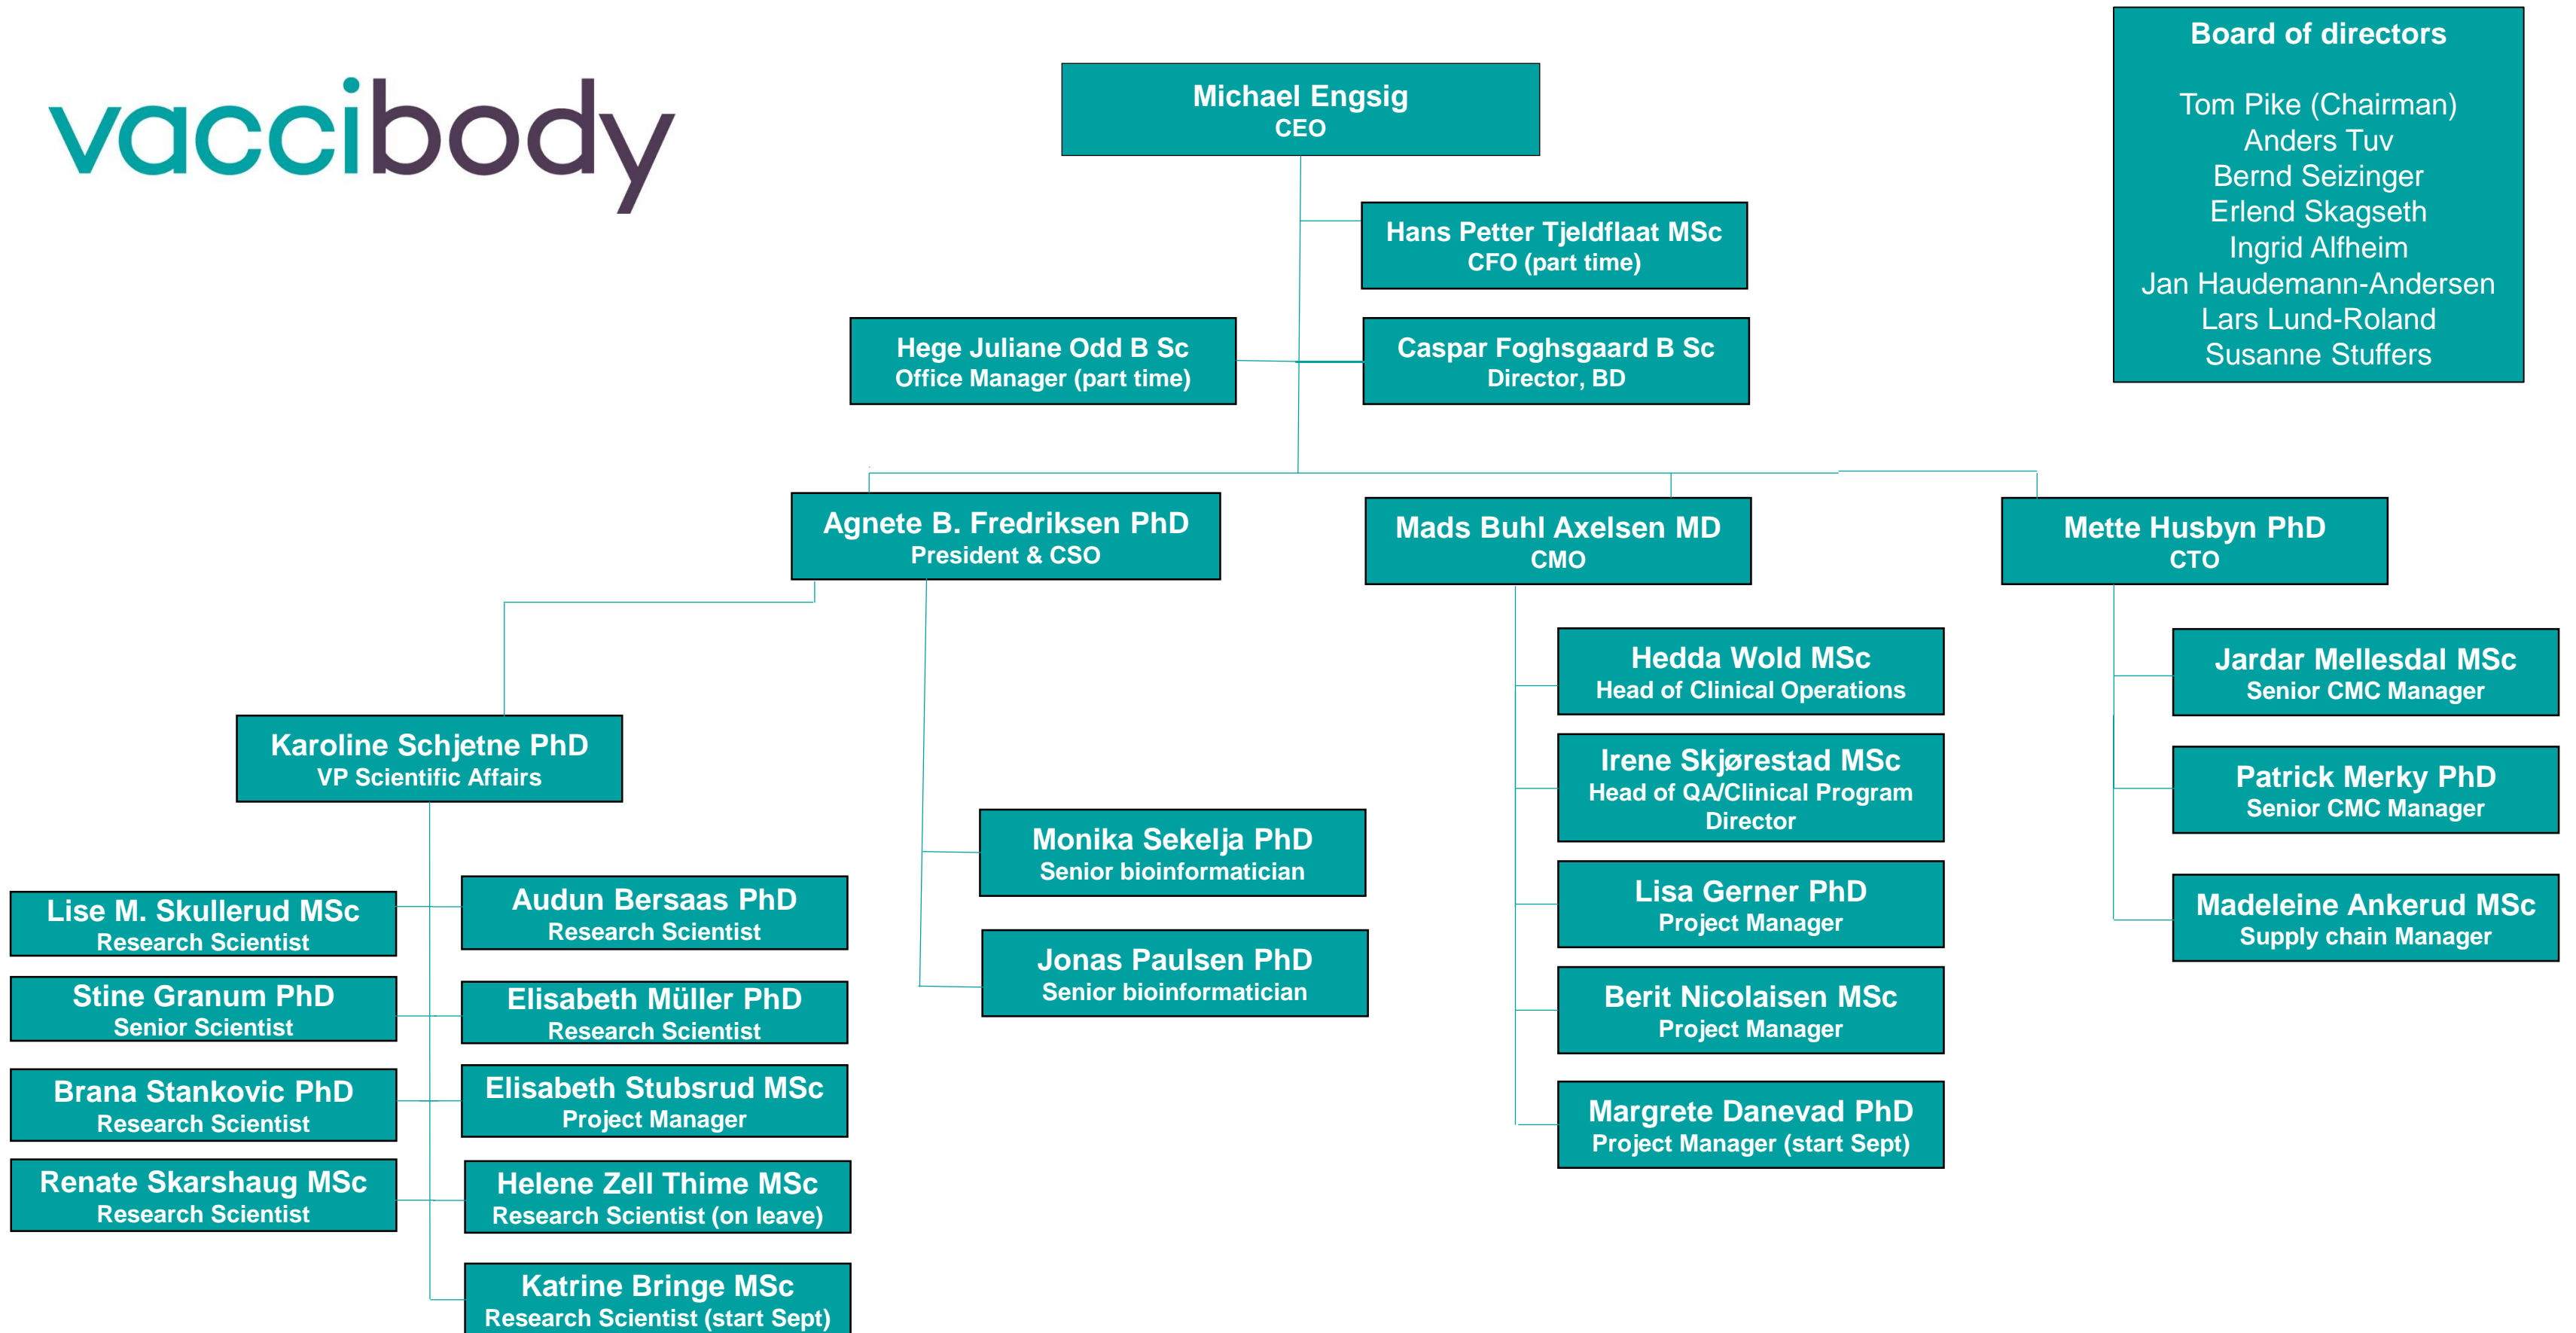 vaccibody
Michael Engsig
CEO
Board of directors
Tom Pike (Chairman)
Anders Tuv
Bernd Seizinger
Erlend Skagseth
Ingrid Alfheim
Jan Haudemann-Andersen
Lars Lund-Roland
Susanne Stuffers
Hans Petter Tjeldflaat MSc
CFO (part time)
Hege Juliane Odd B Sc
Office Manager (part time)
Caspar Foghsgaard B Sc
Director, BD
Agnete B. Fredriksen PhD
President & CSO
Mads Buhl Axelsen MD
CMO
Mette Husbyn PhD
CTO
Karoline Schjetne PhD
VP Scientific Affairs
Lise M. Skullerud MSc
Research Scientist
Stine Granum PhD
Senior Scientist
Brana Stankovic PhD
Research Scientist
Renate Skarshaug MSc
Research Scientist
Audun Bersaas PhD
Research Scientist
Elisabeth Müller PhD
Research Scientist
Elisabeth Stubsrud MSc
Project Manager
Helene Zell Thime MSc
Research Scientist (on leave)
Katrine Bringe MSc
Research Scientist (start Sept)
Monika Sekelja PhD
Senior bioinformatician
Jonas Paulsen PhD
Senior bioinformatician
Hedda Wold MSc
Head of Clinical Operations
Irene Skjørestad MSc
Head of QA/Clinical Program
Director
Lisa Gerner PhD
Project Manager
Berit Nicolaisen MSc
Project Manager
Margrete Danevad PhD
Project Manager (start Sept)
Jardar Mellesdal MSc
Senior CMC Manager
Patrick Merky PhD
Senior CMC Manager
Madeleine Ankerud MSc
Supply chain Manager